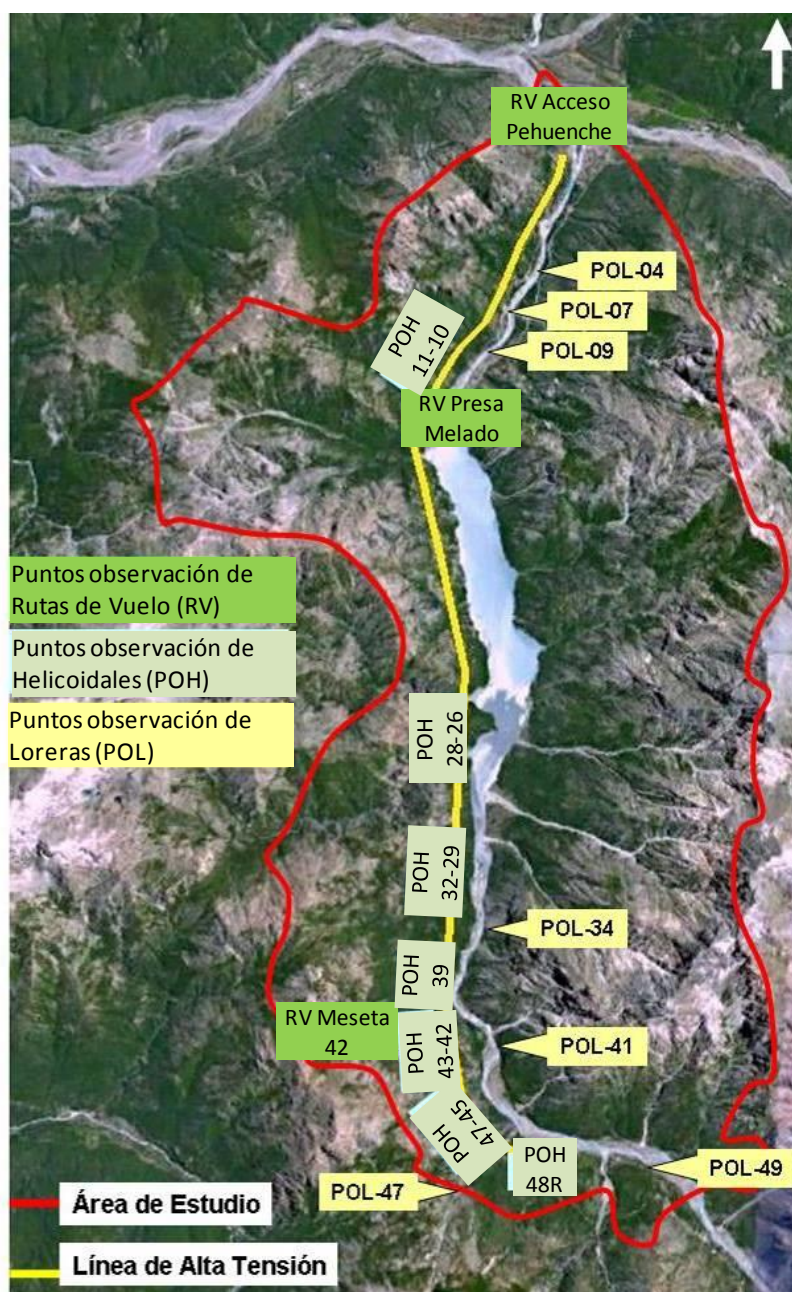 RV Acceso
Pehuenche
POL-04
POL-07
POL-09
POH
11-10
RV Presa
Melado
Puntos observación de
Rutas de Vuelo (RV)
Puntos observación de
Helicoidales (POH)
Puntos observación de
Loreras (POL)
POH
28-26
POH
32-29
POL-34
POH
39
RV Meseta
42
POH
43-42
POL-41
POH
47-45
POH
48R
POL-49
POL-47
Área de Estudio
Línea de Alta Tensión